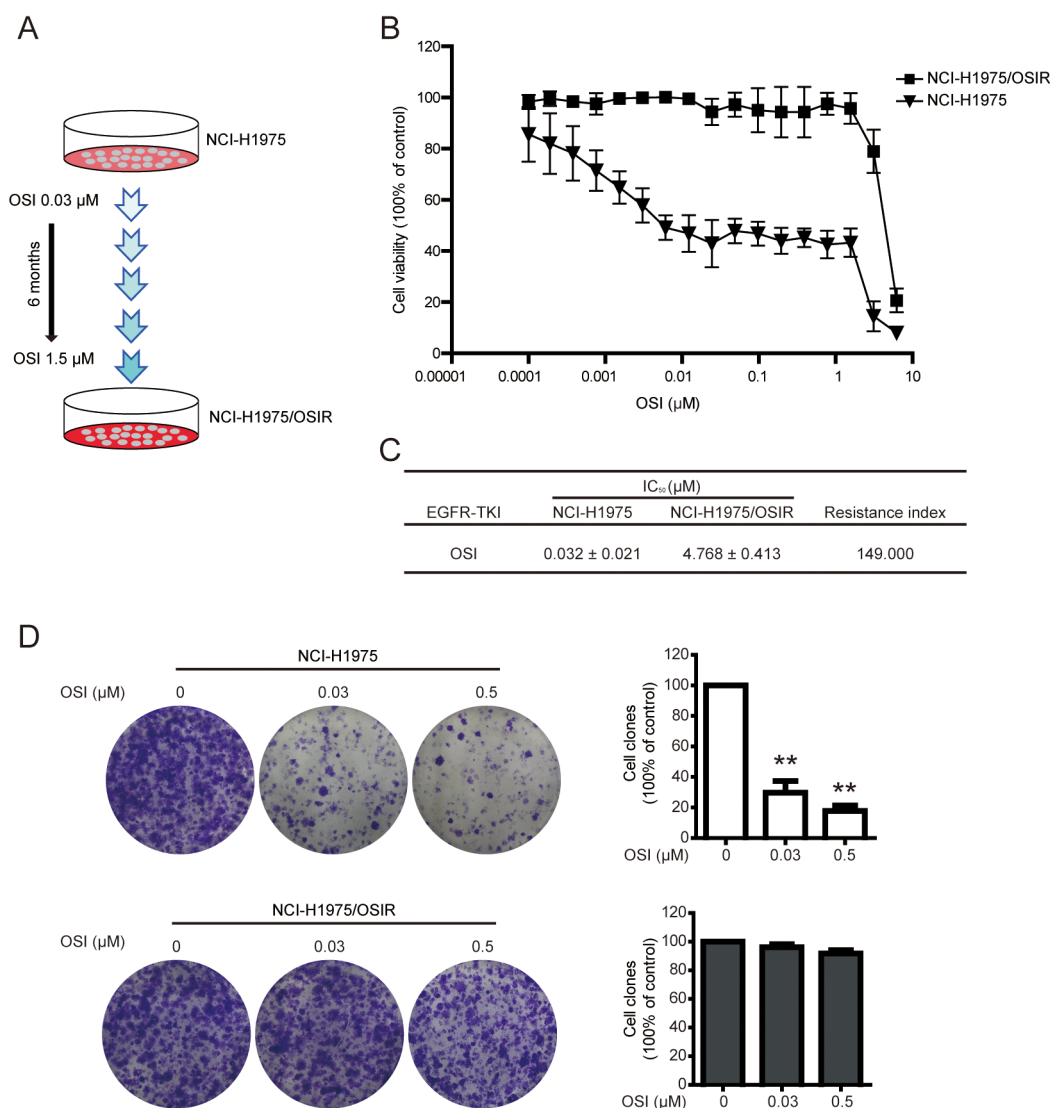 A
NCI-H1975
OSI 0.03 µM
6 months
OSI 1.5 µM
NCI-H1975/OSIR
B
120
100
80
60
40
20
0
Cell viability (100% of control)
0.00001 0.0001 0.001 0.01 0.1 1 10
OSI (µM)
NCI-H1975/OSIR
NCI-H1975
C
IC₅₀ (µM)
EGFR-TKI NCI-H1975 NCI-H1975/OSIR Resistance index
OSI 0.032 ± 0.021 4.768 ± 0.413 149.000
D
NCI-H1975
OSI (µM) 0 0.03 0.5
120
100
80
60
40
20
0
Cell clones
(100% of control)
** **
OSI (µM) 0 0.03 0.5
NCI-H1975/OSIR
OSI (µM) 0 0.03 0.5
120
100
80
60
40
20
0
Cell clones
(100% of control)
OSI (µM) 0 0.03 0.5